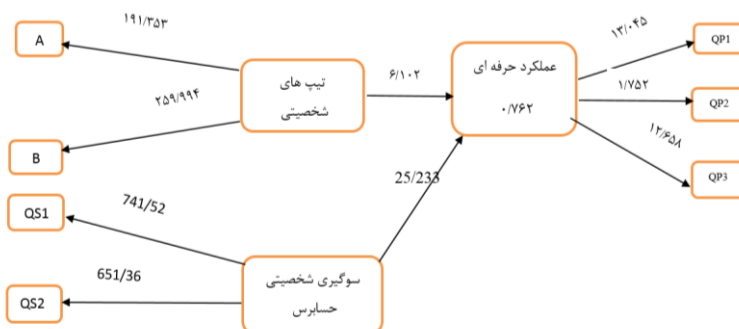 ۱۹۱/۳۵۳
۱۳/۰۴۵
A
QP1
عملکرد حرفه ای
تیپ های
۶/۱۰۲
۱/۷۵۲
شخصیتی
۰/۷۶۲
QP2
۲۵۹/۹۹۴
۱۲/۶۵۸
B
QP3
25/233
741/52
QS1
سوگیری شخصیتی
651/36
حسابرس
QS2